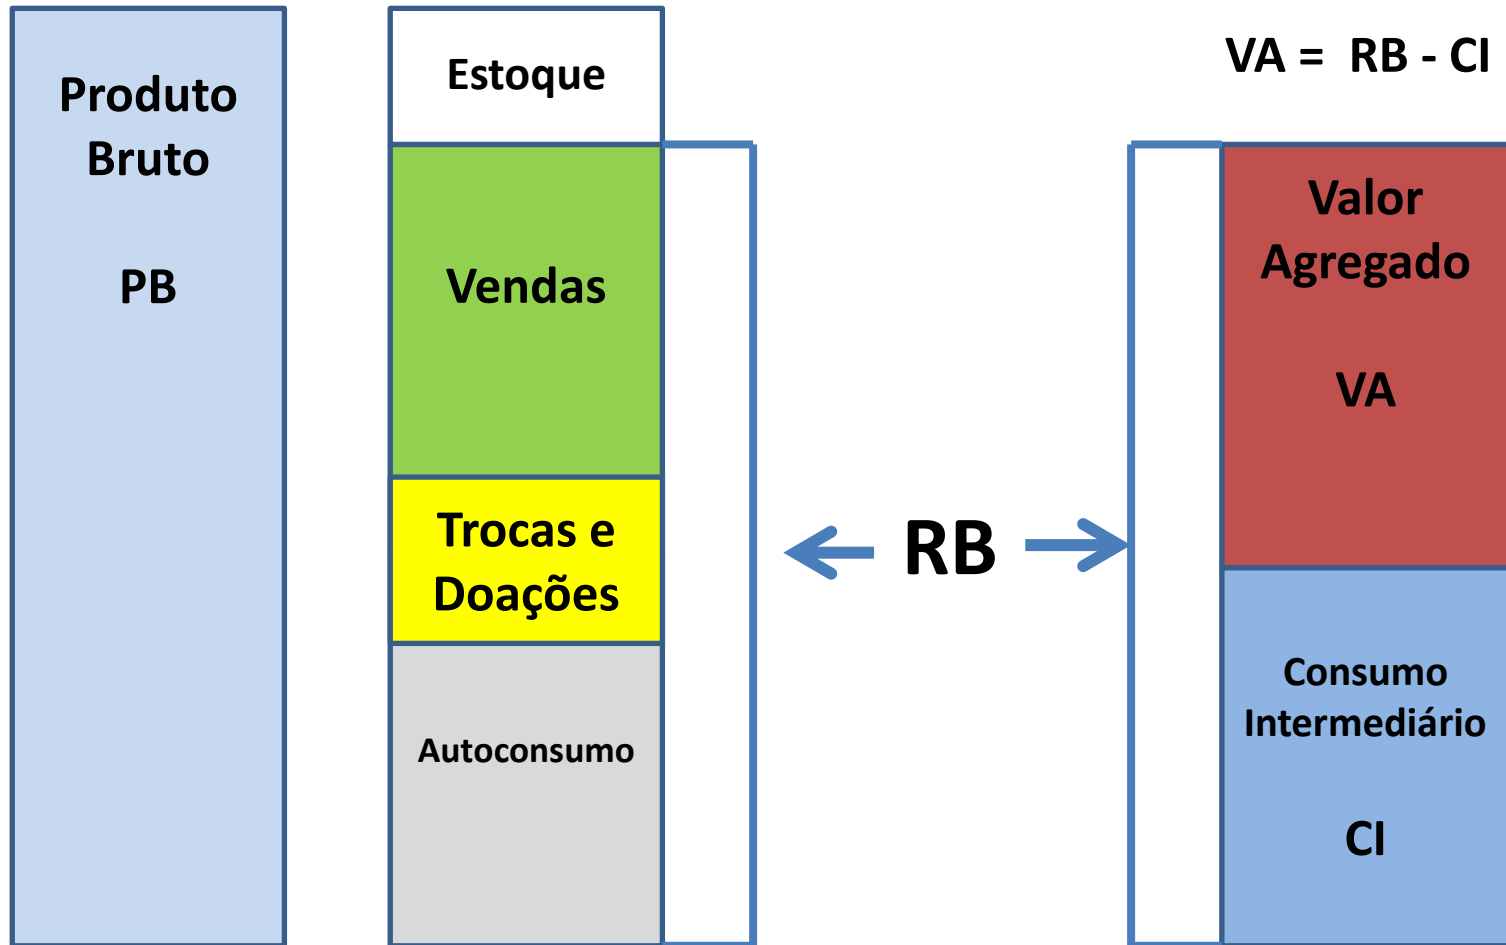 Produto
Bruto
PB
Estoque
Vendas
Trocas e
Doações
Autoconsumo
RB
VA = RB - CI
Valor
Agregado
VA
Consumo
Intermediário
CI